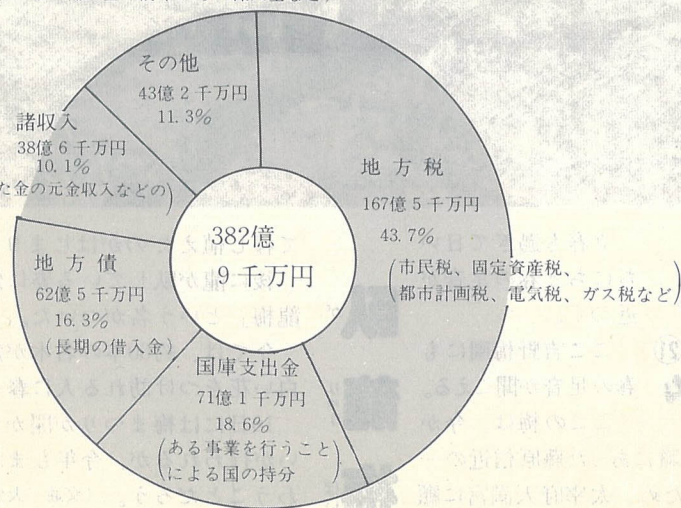 その他
43億2千万円
11.3%
諸収入
38億6千万円
10.1%
た金の元金収入などの)
地方税
167億5千万円
43.7%
(市民税、固定資産税、
都市計画税、電気税、ガス税など)
382億
9千万円
地方債
62億5千万円
16.3%
(長期の借入金)
国庫支出金
71億1千万円
18.6%
(ある事業を行うこと)
による国の持分